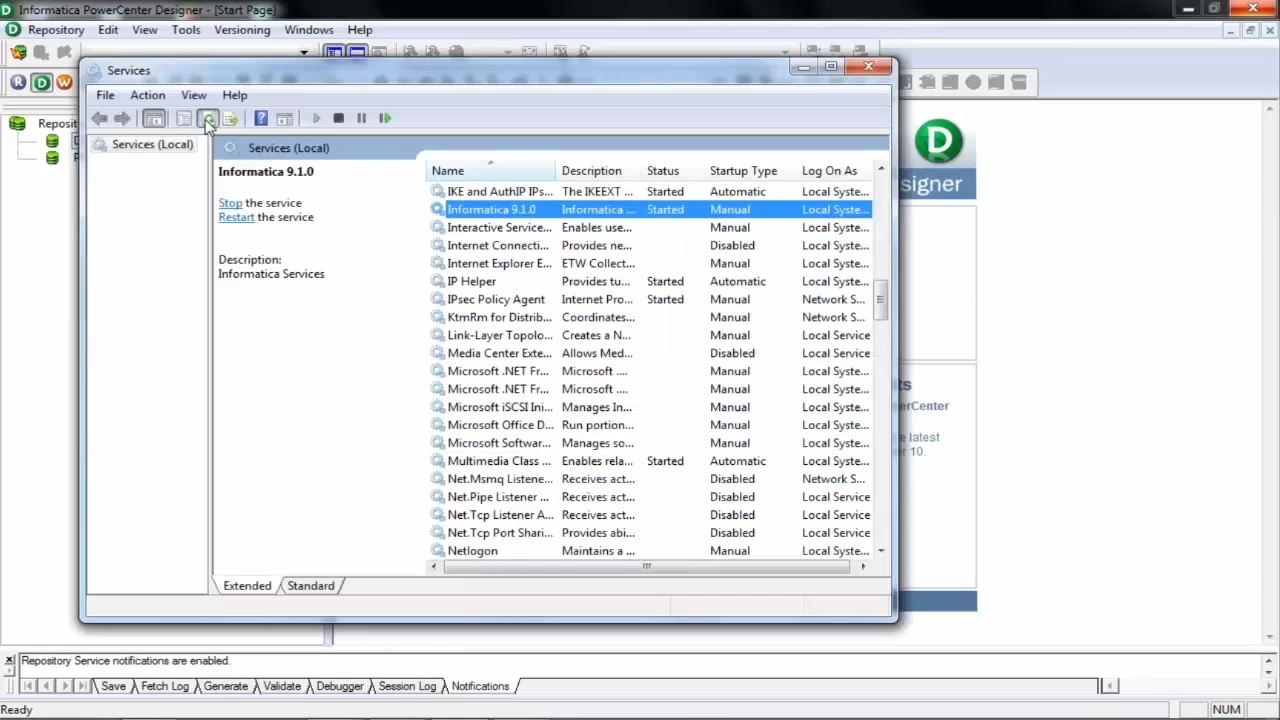 Informatica PowerCenter Designer - [Start Page]
Repository Edit View Tools Versioning Windows Help
Services
File Action View Help
R D W
Reposit
Services (Local)
Services (Local)
Informatica 9.1.0
Stop the service
Restart the service
Description:
Informatica Services
Name Description Status Startup Type Log On As
IKE and AuthIP IPs... The IKEEXT ... Started Automatic Local Syste...
Informatica 9.1.0 Informatica ... Started Manual Local Syste...
Interactive Service... Enables use... Manual Local Syste...
Internet Connecti... Provides ne... Disabled Local Syste...
Internet Explorer E... ETW Collect... Manual Local Syste...
IP Helper Provides tu... Started Automatic Local Syste...
IPsec Policy Agent Internet Pro... Started Manual Network S...
KtmRm for Distrib... Coordinates... Manual Network S...
Link-Layer Topolo... Creates a N... Manual Local Service
Media Center Exte... Allows Med... Disabled Local Service
Microsoft .NET Fr... Microsoft .... Manual Local Syste...
Microsoft .NET Fr... Microsoft .... Manual Local Syste...
Microsoft iSCSI Ini... Manages In... Manual Local Syste...
Microsoft Office D... Run portion... Manual Local Syste...
Microsoft Softwar... Manages so... Manual Local Syste...
Multimedia Class ... Enables rela... Started Automatic Local Syste...
Net.Msmq Listene... Receives act... Disabled Network S...
Net.Pipe Listener ... Receives act... Disabled Local Service
Net.Tcp Listener A... Receives act... Disabled Local Service
Net.Tcp Port Shari... Provides abi... Disabled Local Service
Netlogon Maintains a ... Manual Local Syste...
Extended Standard
signer
ts
erCenter
e latest
er 10.
Repository Service notifications are enabled.
Save Fetch Log Generate Validate Debugger Session Log Notifications
Ready NUM